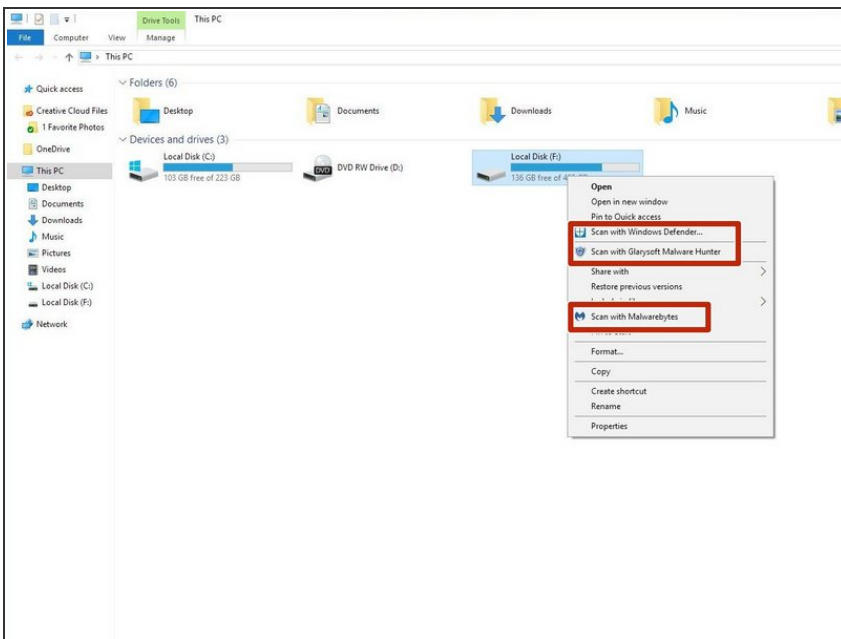 Drive Tools This PC
File Computer View Manage
This PC
Quick access
Creative Cloud Files
1 Favorite Photos
OneDrive
This PC
Desktop
Documents
Downloads
Music
Pictures
Videos
Local Disk (C:)
Local Disk (F:)
Network
Folders (6)
Desktop Documents Downloads Music
Devices and drives (3)
Local Disk (C:)
103 GB free of 223 GB
DVD RW Drive (D:)
Local Disk (F:)
136 GB free of
Open
Open in new window
Pin to Quick access
Scan with Windows Defender...
Scan with Glarysoft Malware Hunter
Share with
Restore previous versions
Scan with Malwarebytes
Format...
Copy
Create shortcut
Rename
Properties